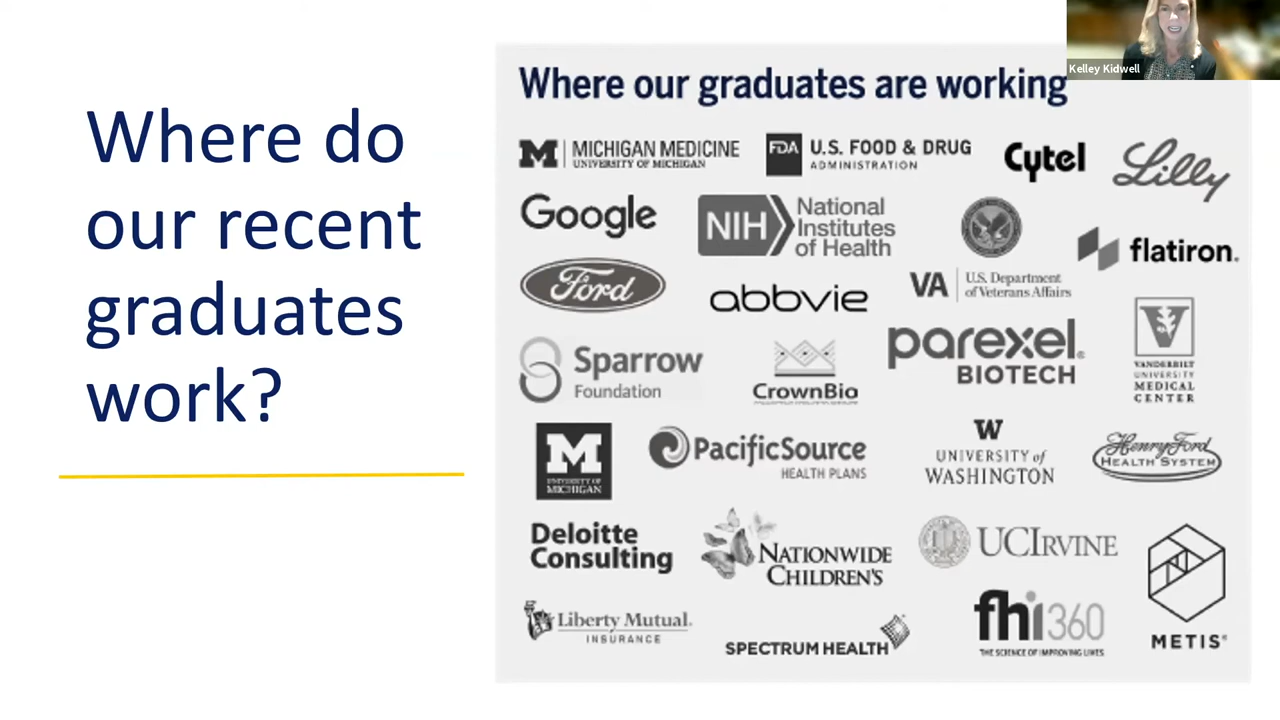 Where do
our recent
graduates
work?
Kelley Kidwell
Where our graduates are working
M MICHIGAN MEDICINE
UNIVERSITY OF MICHIGAN
FDA U.S. FOOD & DRUG
ADMINISTRATION
Cytel
Lilly
Google
NIH National
Institutes
of Health
flatiron.
Ford
abbvie
VA U.S. Department
of Veterans Affairs
Sparrow
Foundation
CrownBio
parexel®
BIOTECH
V
VANDERBILT
UNIVERSITY
MEDICAL
CENTER
M
UNIVERSITY OF
MICHIGAN
PacificSource
HEALTH PLANS
W
UNIVERSITY of
WASHINGTON
Henry Ford
HEALTH SYSTEM
Deloitte
Consulting
NATIONWIDE
CHILDREN'S
UCIRVINE
METIS®
Liberty Mutual.
INSURANCE
SPECTRUM HEALTH
fhi360
THE SCIENCE OF IMPROVING LIVES